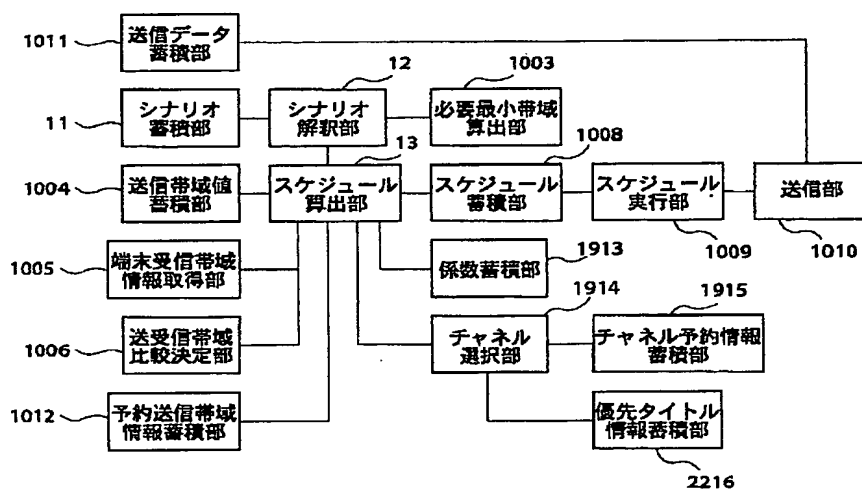 1011
送信データ
蓄積部
12
1003
11
シナリオ
蓄積部
シナリオ
解釈部
必要最小帯域
算出部
13
1008
1004
送信帯域値
蓄積部
スケジュール
算出部
スケジュール
蓄積部
スケジュール
実行部
送信部
1009
1010
1005
端末受信帯域
情報取得部
1913
係数蓄積部
1914
1915
1006
送受信帯域
比較決定部
チャネル
選択部
チャネル予約情報
蓄積部
1012
予約送信帯域
情報蓄積部
優先タイトル
情報蓄積部
2216